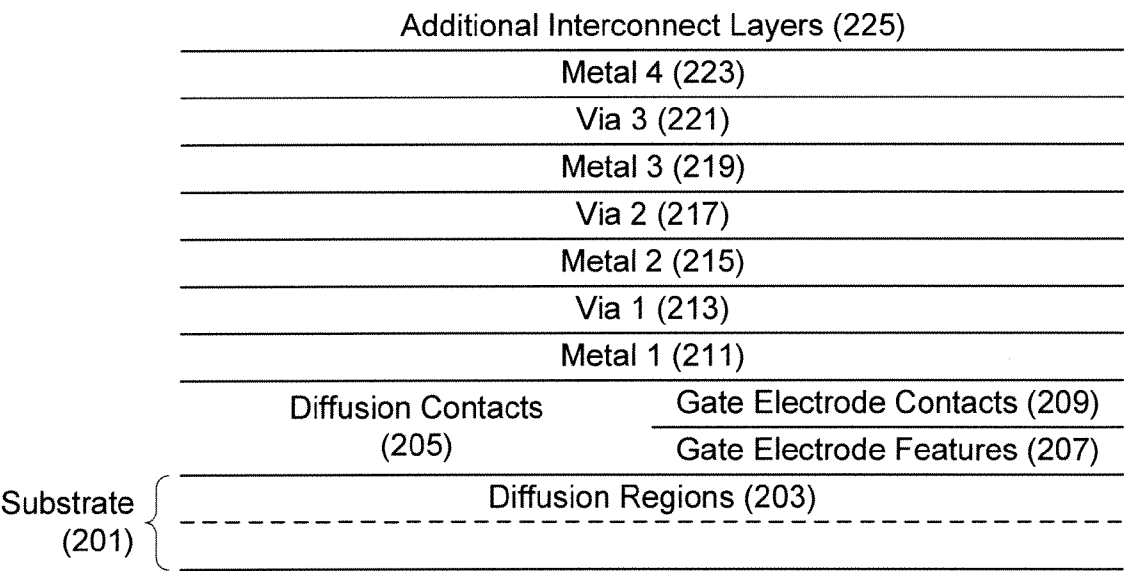 Additional Interconnect Layers (225)
Metal 4 (223)
Via 3 (221)
Metal 3 (219)
Via 2 (217)
Metal 2 (215)
Via 1 (213)
Metal 1 (211)
Diffusion Contacts
(205)
Gate Electrode Contacts (209)
Gate Electrode Features (207)
Substrate
(201)
Diffusion Regions (203)